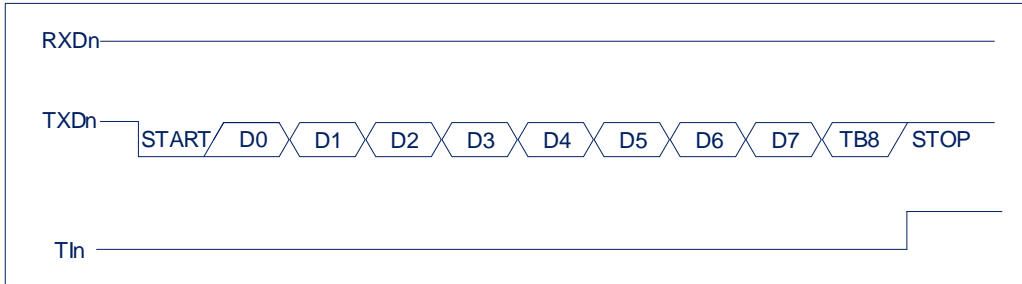 RXDn
TXDn
START D0 D1 D2 D3 D4 D5 D6 D7 TB8 STOP
TIn